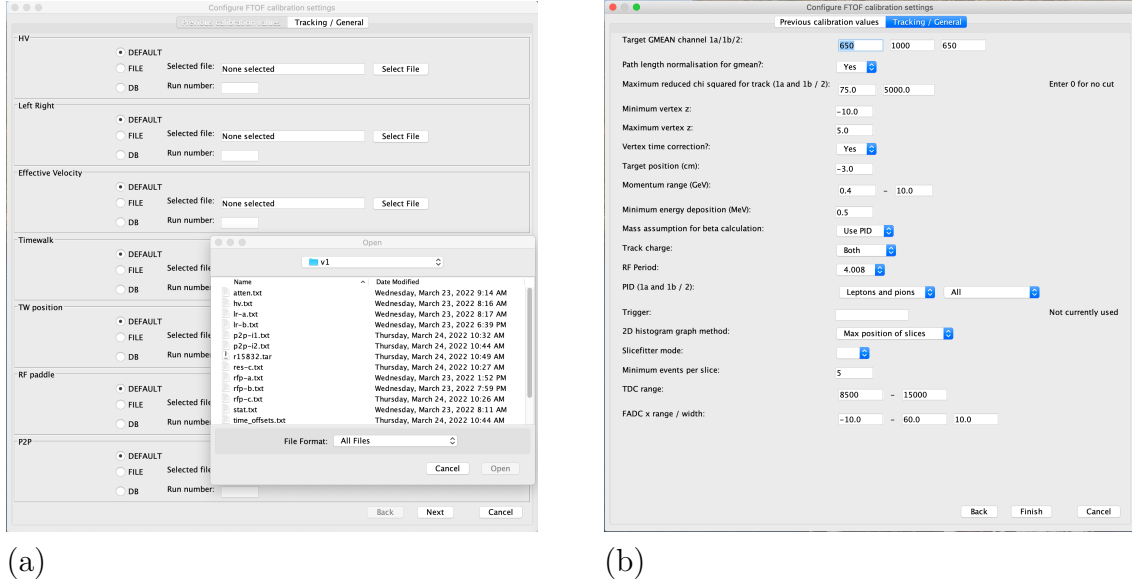 Configure FTOF calibration settings
Previous calibration values Tracking / General
HV
DEFAULT
FILE Selected file: None selected Select File
DB Run number:
Left Right
DEFAULT
FILE Selected file: None selected Select File
DB Run number:
Effective Velocity
DEFAULT
FILE Selected file: None selected Select File
DB Run number:
Timewalk
DEFAULT
FILE Selected file
DB Run number
TW position
DEFAULT
FILE Selected file
DB Run number
RF paddle
DEFAULT
FILE Selected file
DB Run number
P2P
DEFAULT
FILE Selected file
DB Run number:
Back Next Cancel
Open
v1
Name Date Modified
atten.txt Wednesday, March 23, 2022 9:14 AM
hv.txt Wednesday, March 23, 2022 8:16 AM
lr-a.txt Wednesday, March 23, 2022 8:17 AM
lr-b.txt Wednesday, March 23, 2022 6:39 PM
p2p-i1.txt Thursday, March 24, 2022 10:32 AM
p2p-i2.txt Thursday, March 24, 2022 10:44 AM
r15832.tar Thursday, March 24, 2022 10:49 AM
res-c.txt Thursday, March 24, 2022 10:27 AM
rfp-a.txt Wednesday, March 23, 2022 1:52 PM
rfp-b.txt Wednesday, March 23, 2022 7:59 PM
rfp-c.txt Thursday, March 24, 2022 10:26 AM
stat.txt Wednesday, March 23, 2022 8:11 AM
time_offsets.txt Thursday, March 24, 2022 10:44 AM
File Format: All Files
Cancel Open
(a)
Configure FTOF calibration settings
Previous calibration values Tracking / General
Target GMEAN channel 1a/1b/2: 650 1000 650
Path length normalisation for gmean?: Yes
Maximum reduced chi squared for track (1a and 1b / 2): 75.0 5000.0 Enter 0 for no cut
Minimum vertex z: -10.0
Maximum vertex z: 5.0
Vertex time correction?: Yes
Target position (cm): -3.0
Momentum range (GeV): 0.4 - 10.0
Minimum energy deposition (MeV): 0.5
Mass assumption for beta calculation: Use PID
Track charge: Both
RF Period: 4.008
PID (1a and 1b / 2): Leptons and pions All
Trigger: Not currently used
2D histogram graph method: Max position of slices
Slicefitter mode:
Minimum events per slice: 5
TDC range: 8500 - 15000
FADC x range / width: -10.0 - 60.0 10.0
Back Finish Cancel
(b)